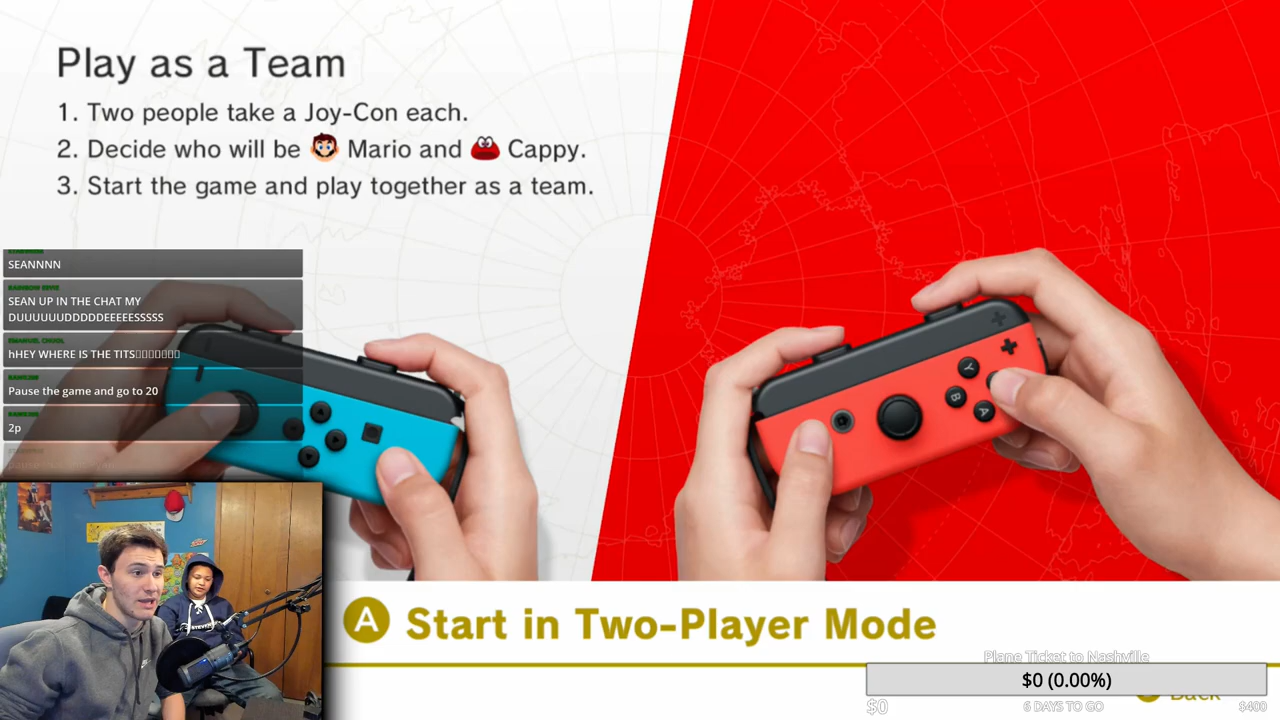 Play as a Team
1. Two people take a Joy-Con each.
2. Decide who will be Mario and Cappy.
3. Start the game and play together as a team.
SEANNNN
RAINBOW
SEAN UP IN THE CHAT MY
DUUUUUUDDDDDEEEEESSSSS
EMANUEL
hHEY WHERE IS THE TITS
Pause the game and go to 20
2p
Y
B
A
A Start in Two-Player Mode
Plane Ticket to Nashville
$0 (0.00%)
Back
$0
6 DAYS TO GO
$400